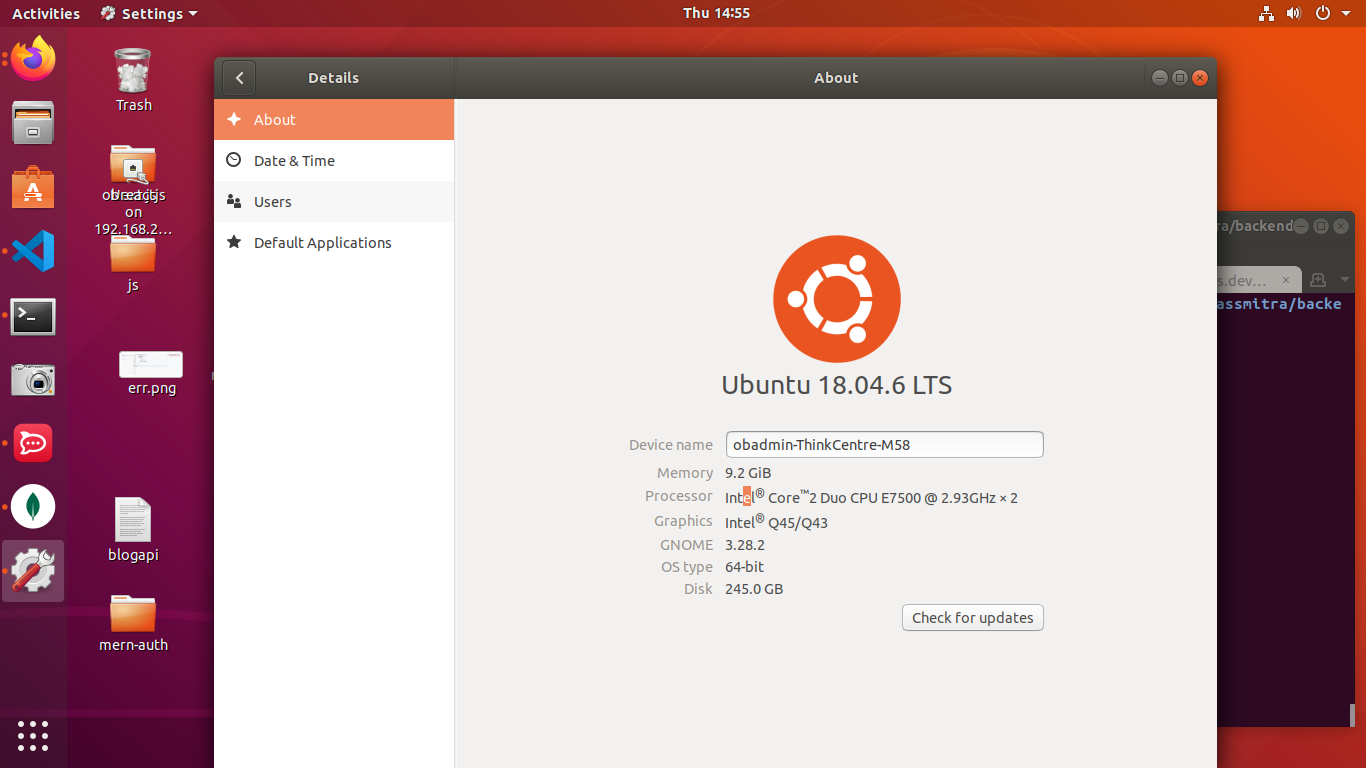 Activities
Settings
Thu 14:55
Trash
on
192.168.2...
js
err.png
blogapi
mern-auth
Details
About
About
Date & Time
Users
Default Applications
Ubuntu 18.04.6 LTS
Device name obadmin-ThinkCentre-M58
Memory 9.2 GiB
Processor Intel® Core™2 Duo CPU E7500 @ 2.93GHz × 2
Graphics Intel® Q45/Q43
GNOME 3.28.2
OS type 64-bit
Disk 245.0 GB
Check for updates
ra/backend
s.dev...
assmitra/backe